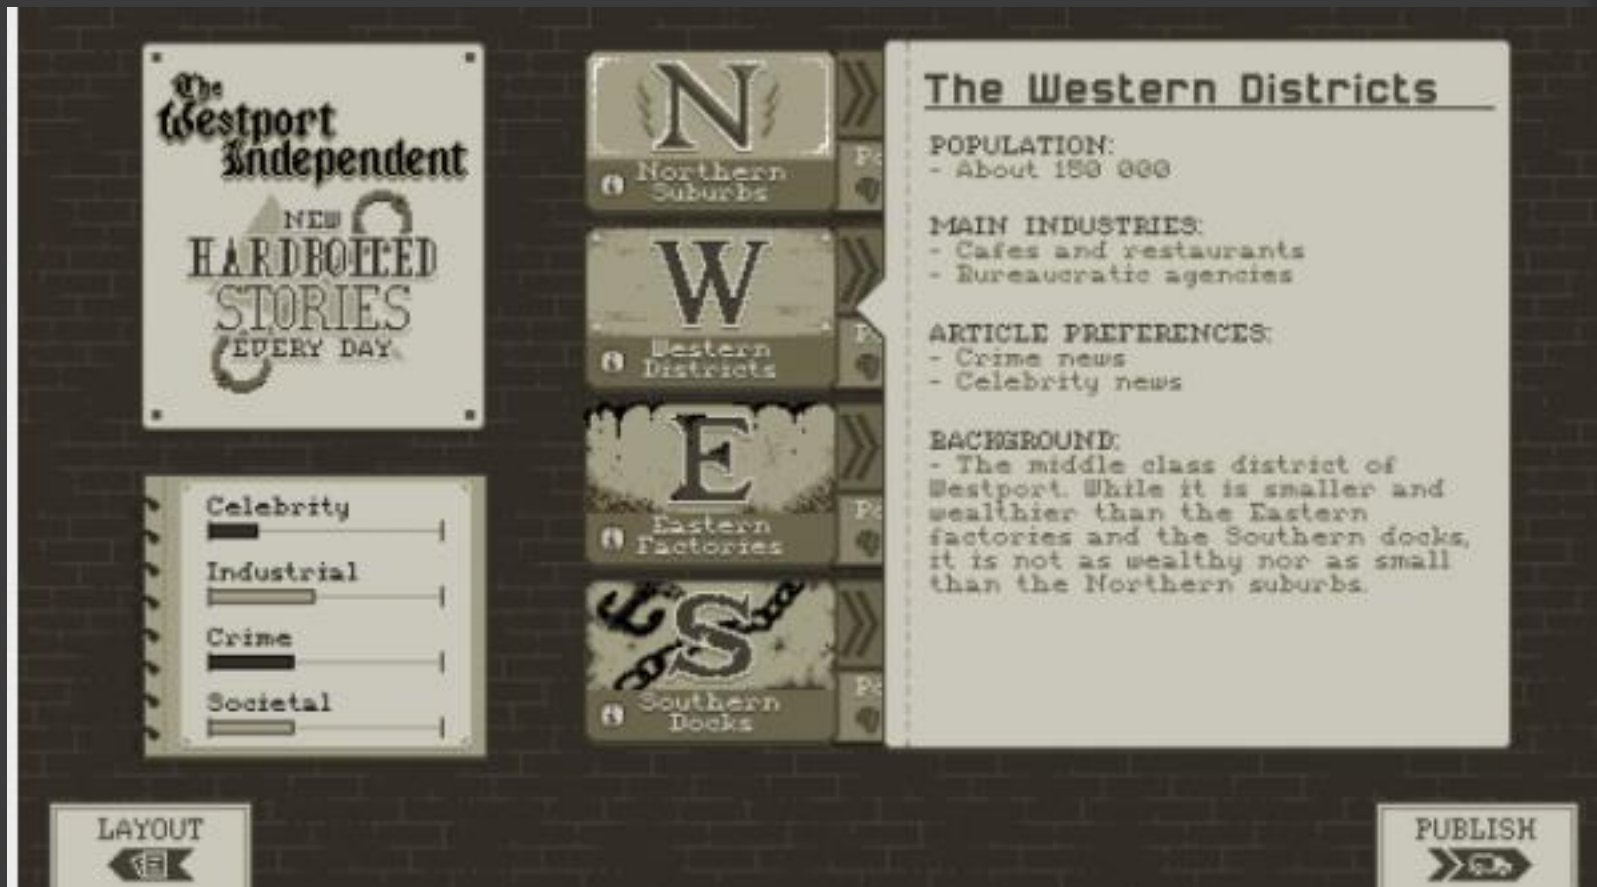 The
Westport
Independent
NEW
HARDBOILED
STORIES
EVERY DAY
Celebrity
Industrial
Crime
Societal
LAYOUT
N
Northern
Suburbs
Po
W
Western
Districts
E
Eastern
Factories
Po
S
Southern
Docks
Po
The Western Districts
POPULATION:
- About 150 000
MAIN INDUSTRIES:
- Cafes and restaurants
- Bureaucratic agencies
ARTICLE PREFERENCES:
- Crime news
- Celebrity news
BACKGROUND:
- The middle class district of
Westport. While it is smaller and
wealthier than the Eastern
factories and the Southern docks,
it is not as wealthy nor as small
than the Northern suburbs.
PUBLISH